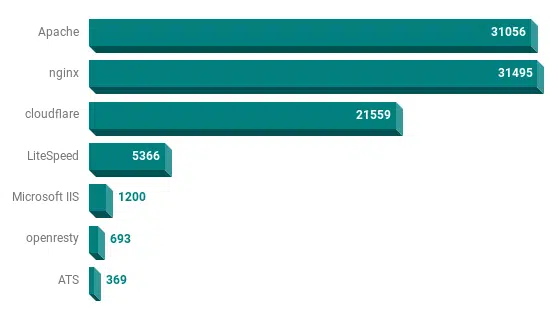 Apache 31056
nginx 31495
cloudflare 21559
LiteSpeed 5366
Microsoft IIS 1200
openresty 693
ATS 369